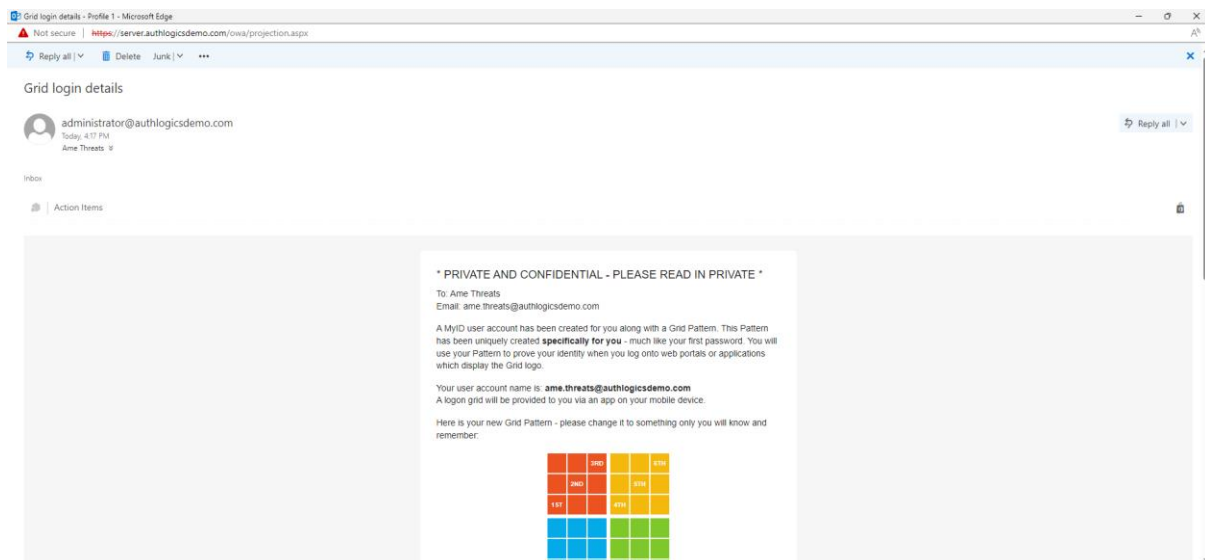 Grid login details - Profile 1 - Microsoft Edge
Not secure | https://server.authlogicsdemo.com/owa/projection.aspx
Reply all | Delete Junk | ...
Grid login details
administrator@authlogicsdemo.com
Today, 4:17 PM
Reply all |
Ame Threats
Inbox
Action Items
* PRIVATE AND CONFIDENTIAL - PLEASE READ IN PRIVATE *
To: Ame Threats
Email: ame.threats@authlogicsdemo.com
A MyID user account has been created for you along with a Grid Pattern. This Pattern
has been uniquely created specifically for you - much like your first password. You will
use your Pattern to prove your identity when you log onto web portals or applications
which display the Grid logo.
Your user account name is: ame.threats@authlogicsdemo.com
A logon grid will be provided to you via an app on your mobile device.
Here is your new Grid Pattern - please change it to something only you will know and
remember:
3RD 6TH
2ND 5TH
1ST 4TH